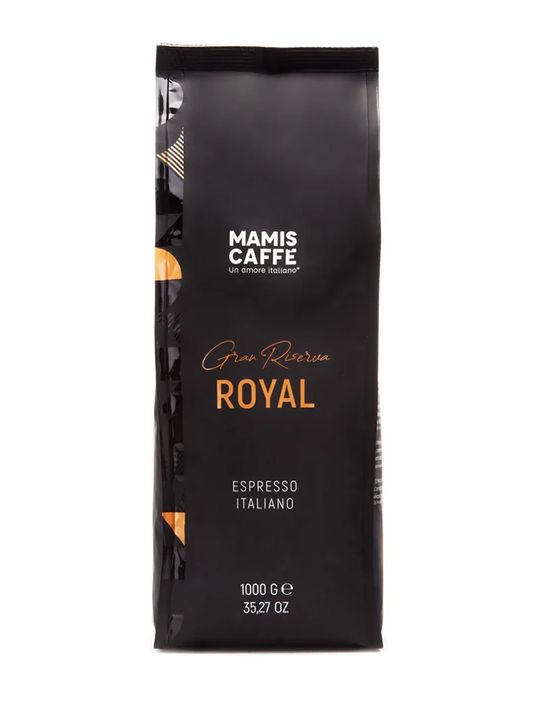 MAMIS
CAFFÈ
Un amore italiano®
Gran Riserva
ROYAL
ESPRESSO
ITALIANO
1000 G ℮
35,27 OZ